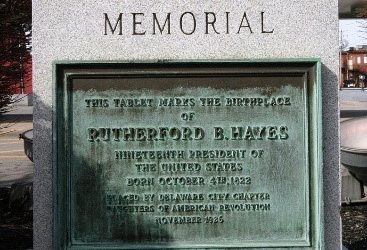 MEMORIAL
THIS TABLET MARKS THE BIRTHPLACE
OF
RUTHERFORD B. HAYES
NINETEENTH PRESIDENT OF
THE UNITED STATES
BORN OCTOBER 4TH, 1822
PLACED BY DELAWARE CITY CHAPTER
DAUGHTERS OF AMERICAN REVOLUTION
NOVEMBER 1926